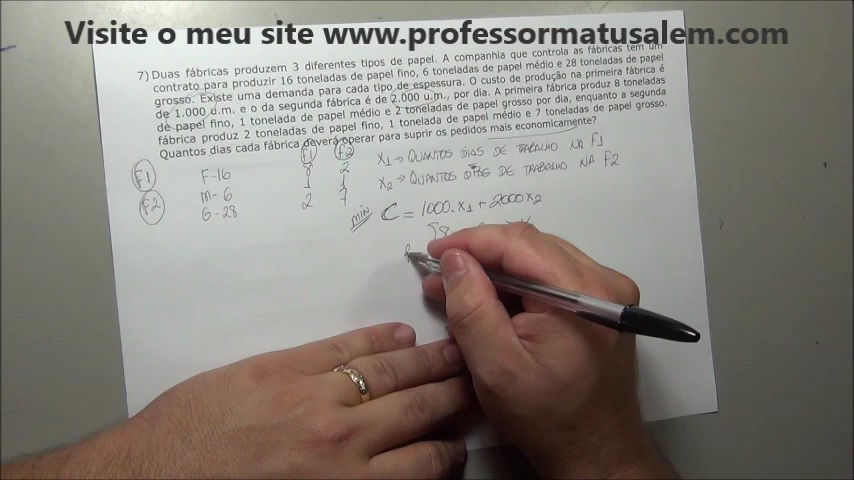 Visite o meu site www.professormatusalem.com
7) Duas fábricas produzem 3 diferentes tipos de papel. A companhia que controla as fábricas tem um
contrato para produzir 16 toneladas de papel fino, 6 toneladas de papel médio e 28 toneladas de papel
grosso. Existe uma demanda para cada tipo de espessura. O custo de produção na primeira fábrica é
de 1.000 u.m. e o da segunda fábrica é de 2.000 u.m., por dia. A primeira fábrica produz 8 toneladas
de papel fino, 1 tonelada de papel médio e 2 toneladas de papel grosso por dia, enquanto a segunda
fábrica produz 2 toneladas de papel fino, 1 tonelada de papel médio e 7 toneladas de papel grosso.
Quantos dias cada fábrica deverá operar para suprir os pedidos mais economicamente?
F1 F2
F1 F-16 8 2 X1 → QUANTOS DIAS DE TRABALHO NA F1
F2 M-6 1 1 X2 → QUANTOS DIAS DE TRABALHO NA F2
G-28 2 7
MIN C = 1000.X1 + 2000X2